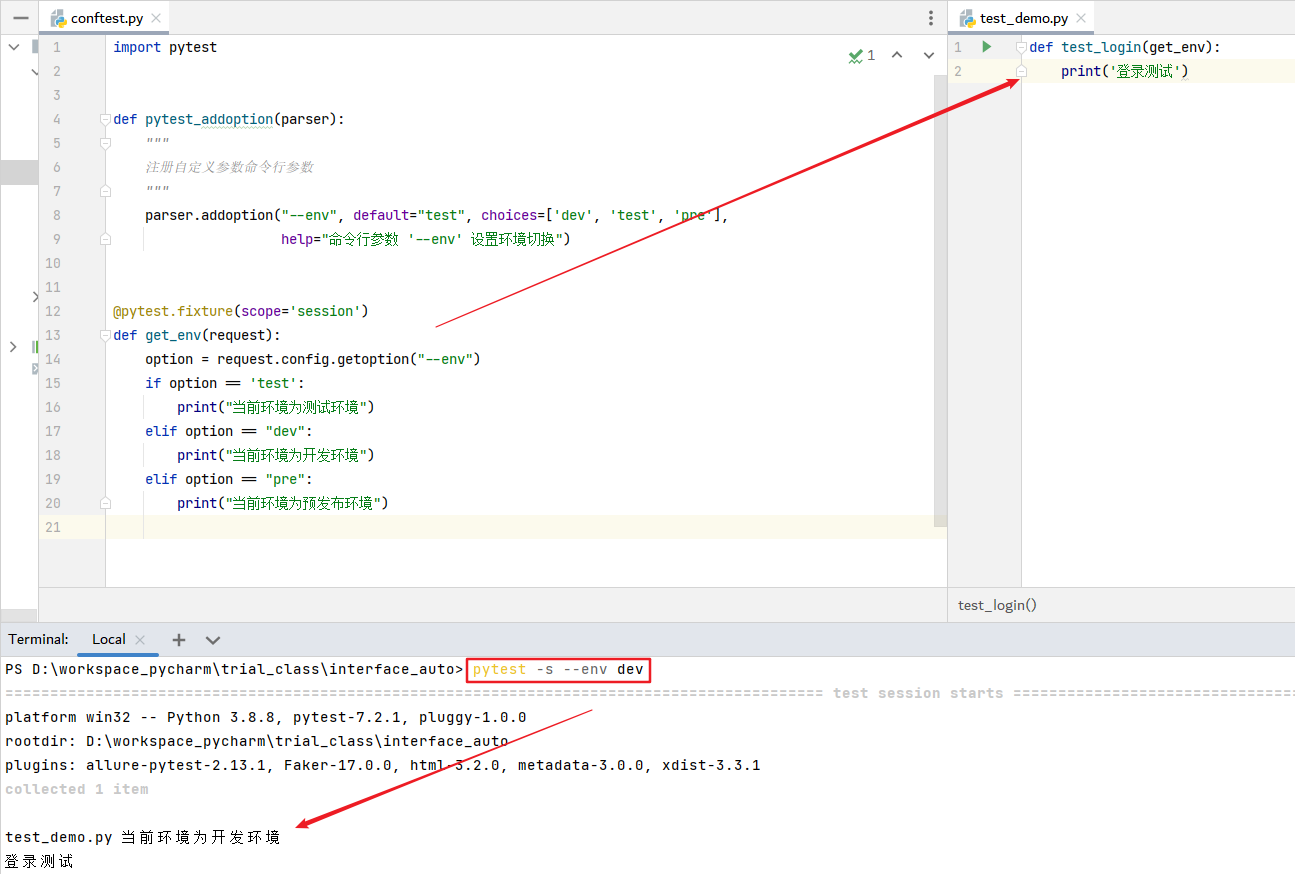 conftest.py
1 import pytest
2
3
4 def pytest_addoption(parser):
5 """
6 注册自定义参数命令行参数
7 """
8 parser.addoption("--env", default="test", choices=['dev', 'test', 'pre'],
9 help="命令行参数 '--env' 设置环境切换")
10
11
12 @pytest.fixture(scope='session')
13 def get_env(request):
14 option = request.config.getoption("--env")
15 if option == 'test':
16 print("当前环境为测试环境")
17 elif option == "dev":
18 print("当前环境为开发环境")
19 elif option == "pre":
20 print("当前环境为预发布环境")
21
1
test_demo.py
1 def test_login(get_env):
2 print('登录测试')
test_login()
Terminal: Local
PS D:\workspace_pycharm\trial_class\interface_auto> pytest -s --env dev
=========================================================================================== test session starts ================================
platform win32 -- Python 3.8.8, pytest-7.2.1, pluggy-1.0.0
rootdir: D:\workspace_pycharm\trial_class\interface_auto
plugins: allure-pytest-2.13.1, Faker-17.0.0, html-3.2.0, metadata-3.0.0, xdist-3.3.1
collected 1 item
test_demo.py 当前环境为开发环境
登录测试